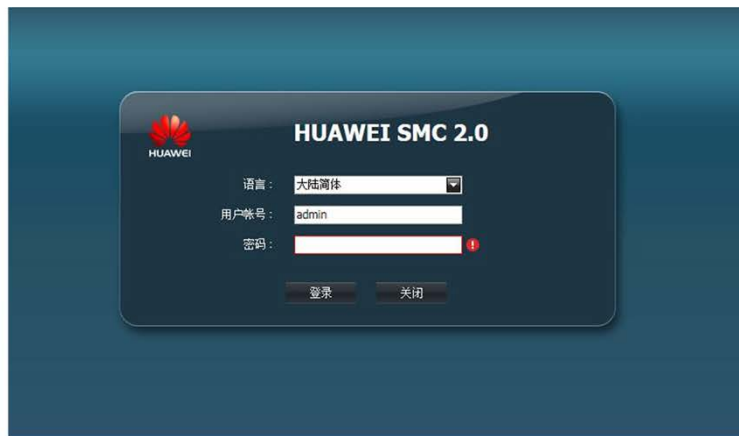 HUAWEI
HUAWEI SMC 2.0
语言：
大陆简体
用户帐号：
admin
密码：
登录
关闭